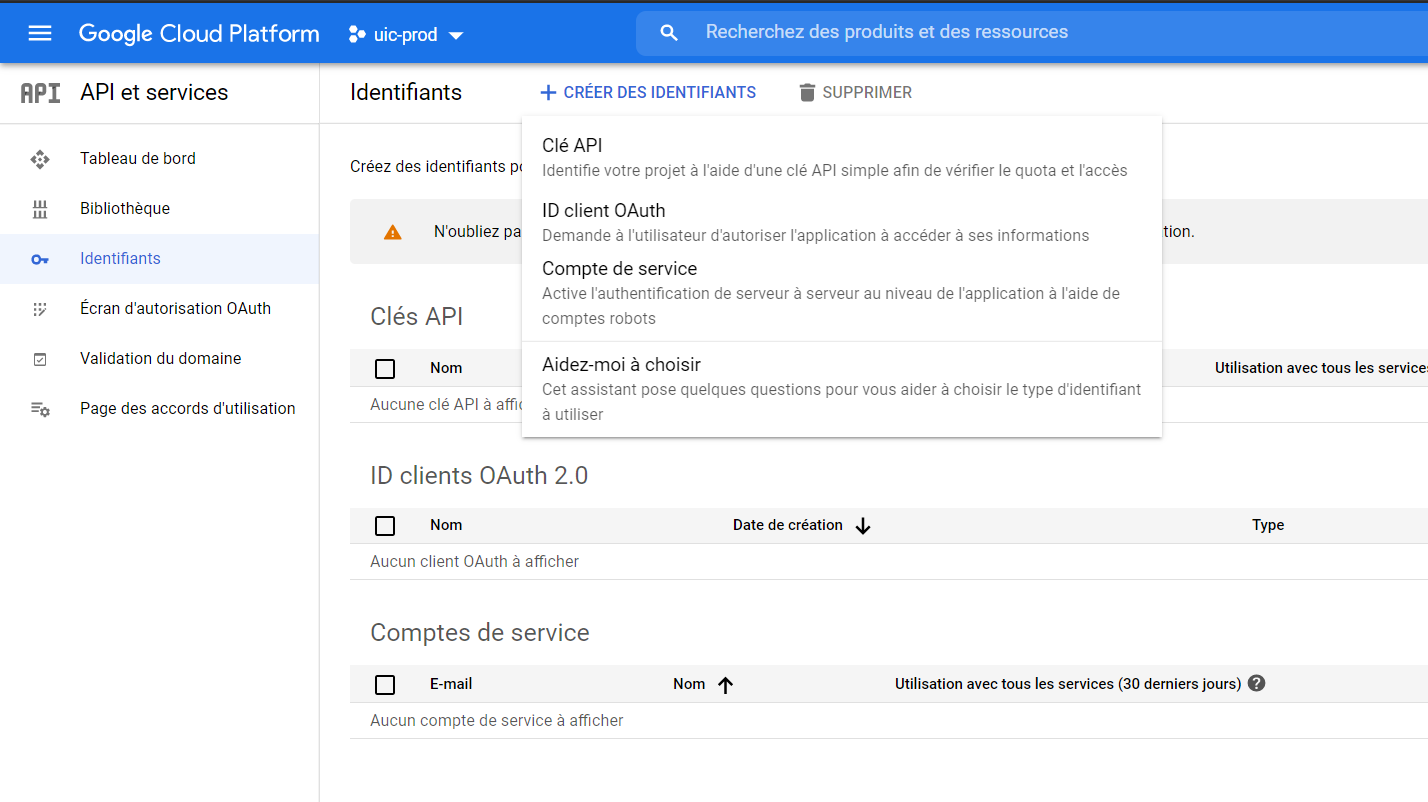 Google Cloud Platform
uic-prod
Recherchez des produits et des ressources
API
API et services
Identifiants
CRÉER DES IDENTIFIANTS
SUPPRIMER
Tableau de bord
Bibliothèque
Identifiants
Écran d'autorisation OAuth
Validation du domaine
Page des accords d'utilisation
Créez des identifiants
Clé API
Identifie votre projet à l'aide d'une clé API simple afin de vérifier le quota et l'accès
ID client OAuth
Demande à l'utilisateur d'autoriser l'application à accéder à ses informations
Compte de service
Active l'authentification de serveur à serveur au niveau de l'application à l'aide de
comptes robots
Aidez-moi à choisir
Cet assistant pose quelques questions pour vous aider à choisir le type d'identifiant
à utiliser
N'oubliez pa
tion.
Clés API
Nom
Utilisation avec tous les services
Aucune clé API à
ID clients OAuth 2.0
Nom
Date de création
Type
Aucun client OAuth à afficher
Comptes de service
E-mail
Nom
Utilisation avec tous les services (30 derniers jours)
Aucun compte de service à afficher